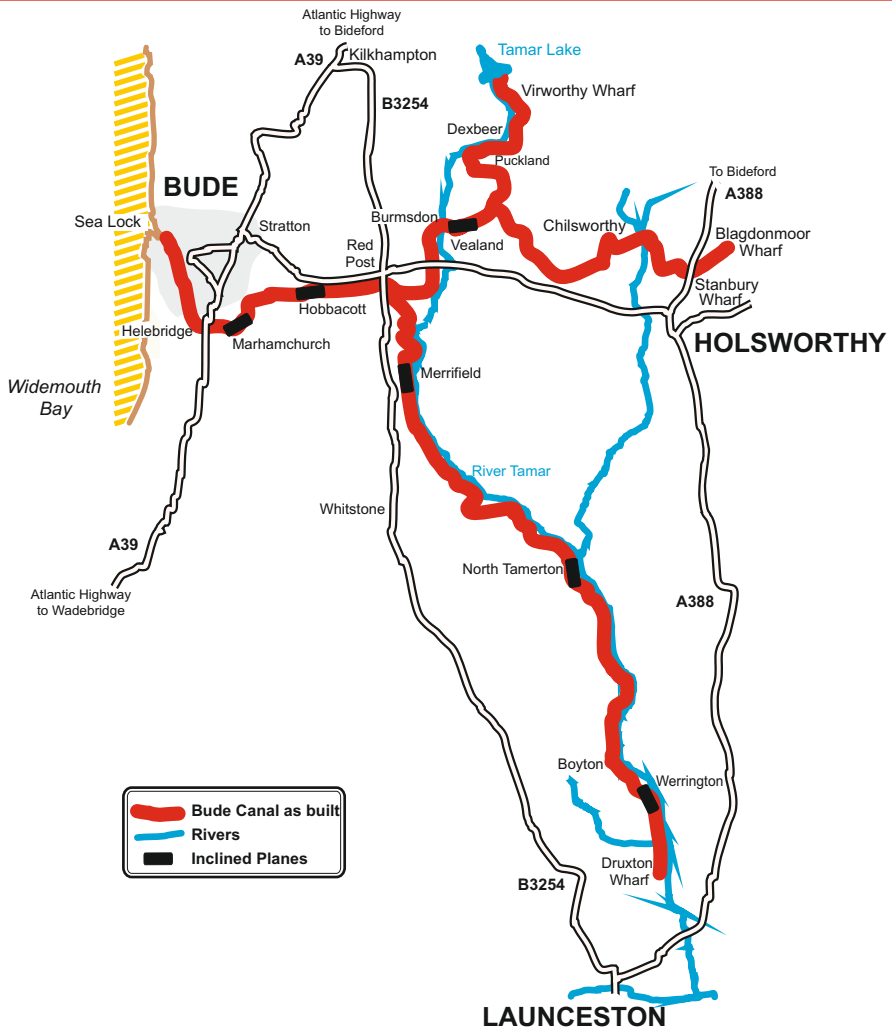 Atlantic Highway
to Bideford
A39
Kilkhampton
Tamar Lake
B3254
Virworthy Wharf
Dexbeer
Puckland
To Bideford
A388
BUDE
Sea Lock
Stratton
Burmsdon
Chilsworthy
Blagdonmoor
Wharf
Red
Post
Vealand
Stanbury
Wharf
Hobbacott
Helebridge
Marhamchurch
HOLSWORTHY
Merrifield
Widemouth
Bay
River Tamar
Whitstone
A39
North Tamerton
Atlantic Highway
to Wadebridge
A388
Boyton
Werrington
Bude Canal as built
Rivers
Inclined Planes
Druxton
Wharf
B3254
LAUNCESTON